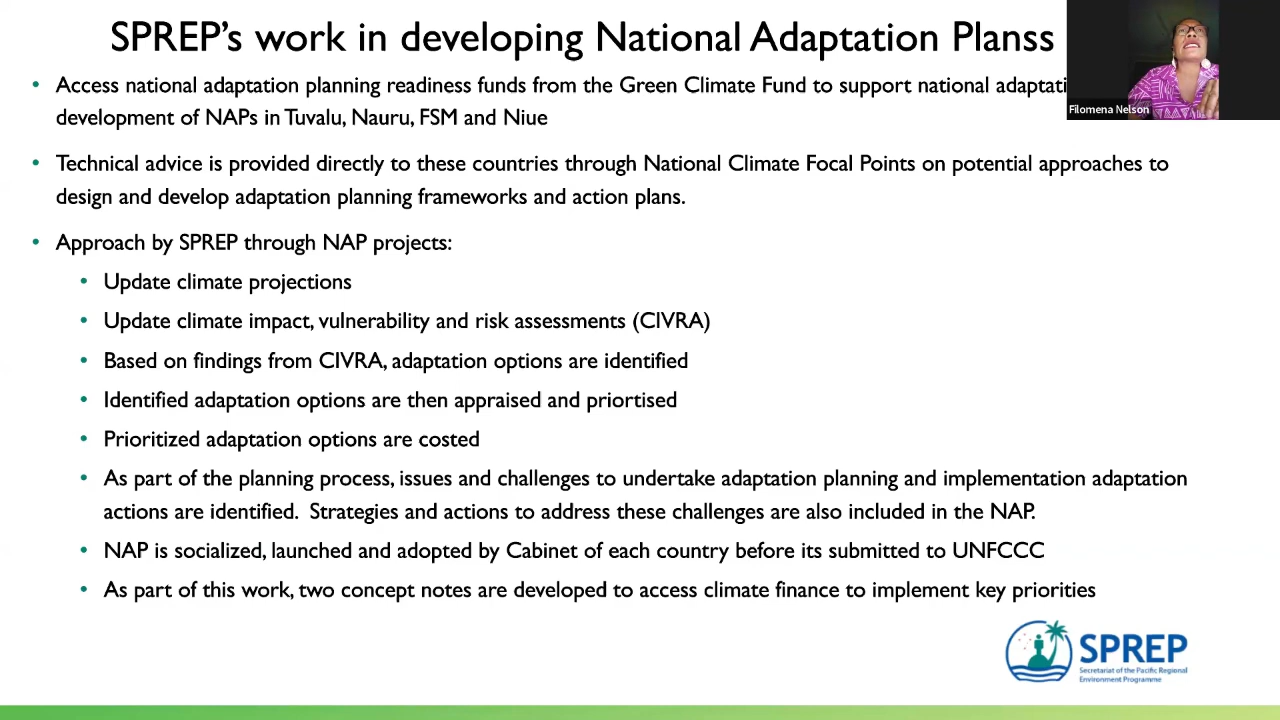 SPREP's work in developing National Adaptation Planss
Filomena Nelson
• Access national adaptation planning readiness funds from the Green Climate Fund to support national adaptati
development of NAPs in Tuvalu, Nauru, FSM and Niue
• Technical advice is provided directly to these countries through National Climate Focal Points on potential approaches to
design and develop adaptation planning frameworks and action plans.
• Approach by SPREP through NAP projects:
• Update climate projections
• Update climate impact, vulnerability and risk assessments (CIVRA)
• Based on findings from CIVRA, adaptation options are identified
• Identified adaptation options are then appraised and priortised
• Prioritized adaptation options are costed
• As part of the planning process, issues and challenges to undertake adaptation planning and implementation adaptation
actions are identified.  Strategies and actions to address these challenges are also included in the NAP.
• NAP is socialized, launched and adopted by Cabinet of each country before its submitted to UNFCCC
• As part of this work, two concept notes are developed to access climate finance to implement key priorities
SPREP
Secretariat of the Pacific Regional
Environment Programme